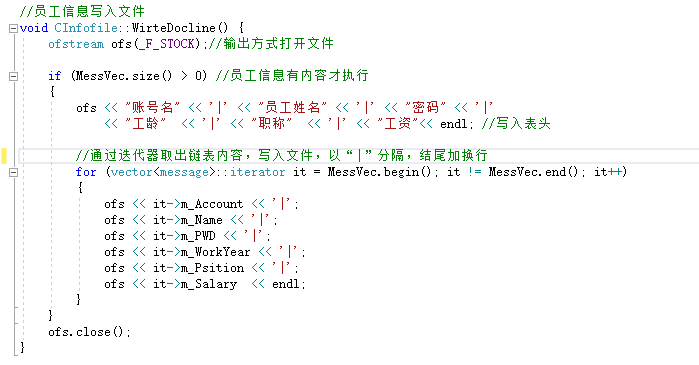 //员工信息写入文件
void CInfofile::WirteDocline() {
ofstream ofs(_F_STOCK);//输出方式打开文件
if (MessVec.size() > 0) //员工信息有内容才执行
{
ofs << "账号名" << '|' << "员工姓名" << '|' << "密码" << '|'
<< "工龄" << '|' << "职称" << '|' << "工资"<< endl; //写入表头
//通过迭代器取出链表内容，写入文件，以“|”分隔，结尾加换行
for (vector<message>::iterator it = MessVec.begin(); it != MessVec.end(); it++)
{
ofs << it->m_Account << '|';
ofs << it->m_Name << '|';
ofs << it->m_PWD << '|';
ofs << it->m_WorkYear << '|';
ofs << it->m_Psition << '|';
ofs << it->m_Salary << endl;
}
}
ofs.close();
}